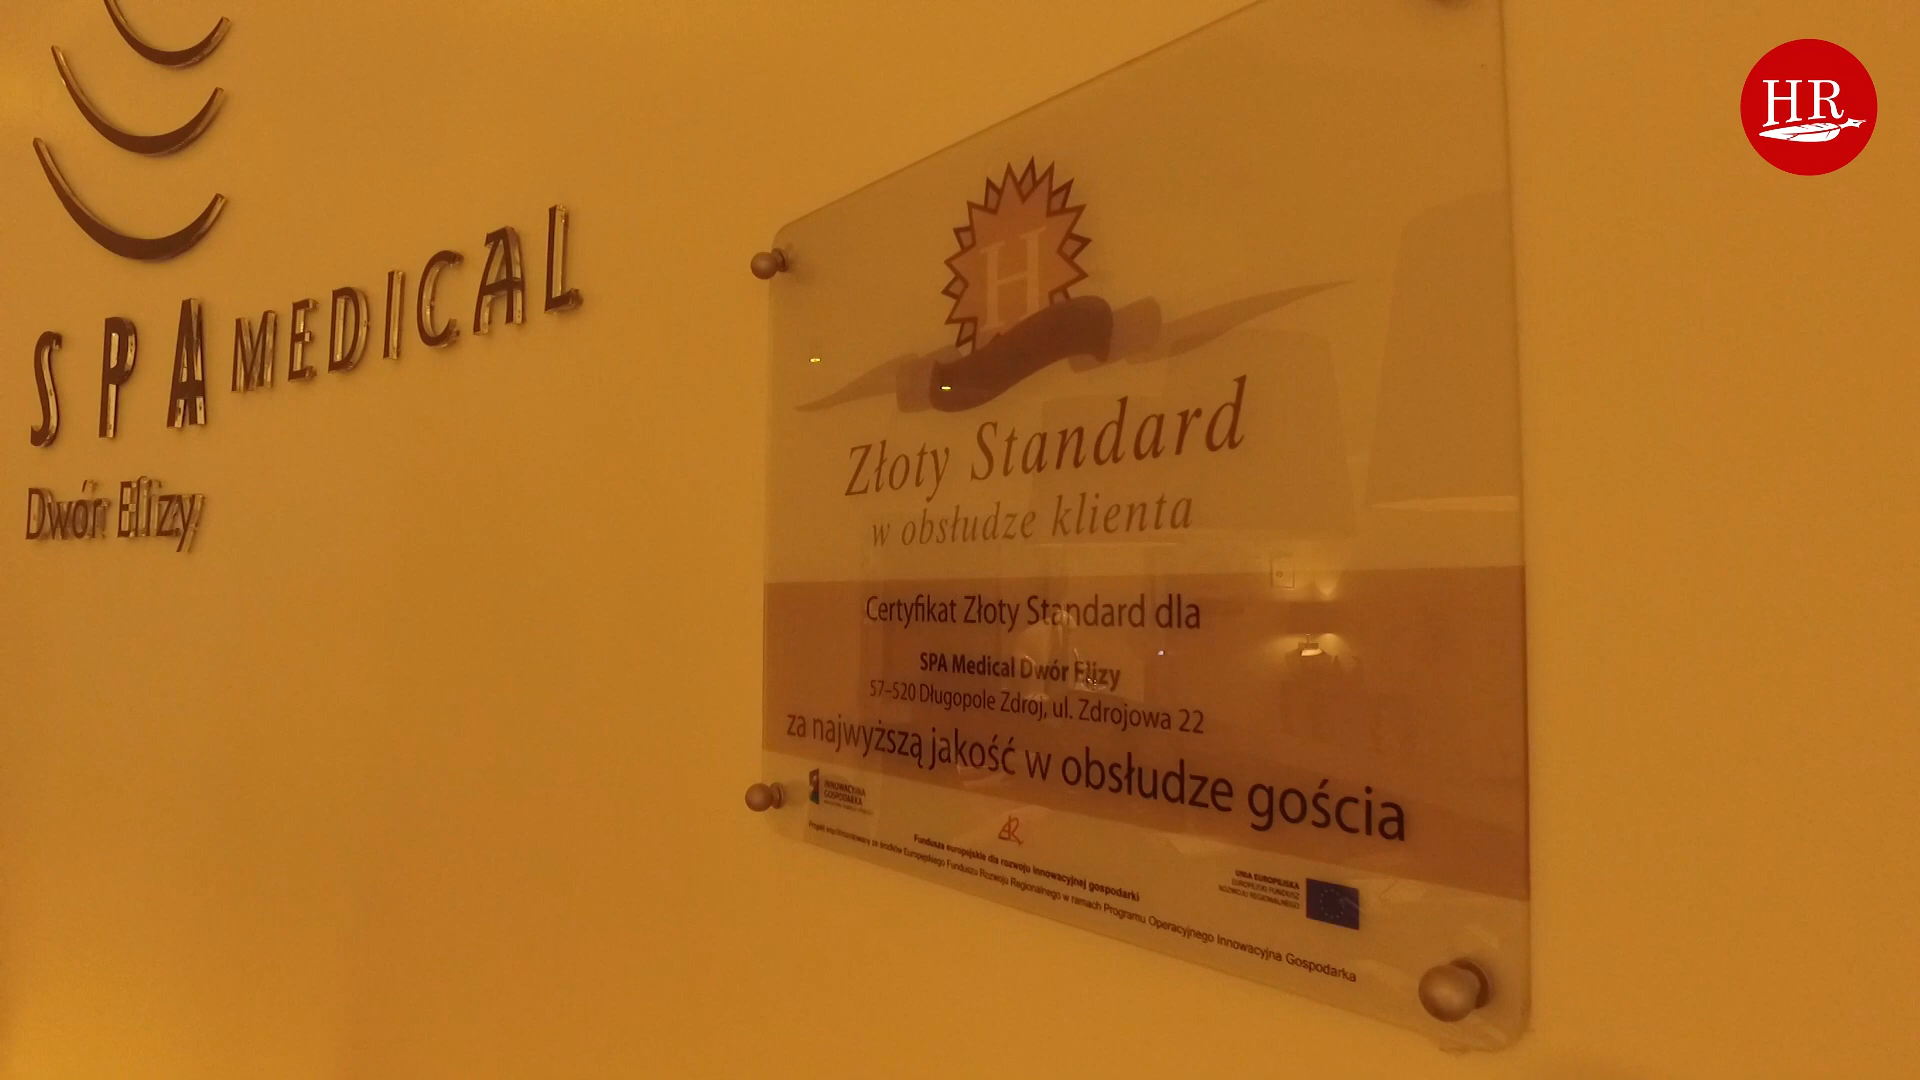 HR
SPA MEDICAL
Dwór Elizy
H
Złoty Standard
w obsłudze klienta
Certyfikat Złoty Standard dla
SPA Medical Dwór Elizy
57–520 Długopole Zdrój, ul. Zdrojowa 22
za najwyższą jakość w obsłudze gościa
INNOWACYJNA
GOSPODARKA
Fundusze europejskie dla rozwoju innowacyjnej gospodarki
Projekt współfinansowany ze środków Europejskiego Funduszu Rozwoju Regionalnego w ramach Programu Operacyjnego Innowacyjna Gospodarka
UNIA EUROPEJSKA
EUROPEJSKI FUNDUSZ
ROZWOJU REGIONALNEGO